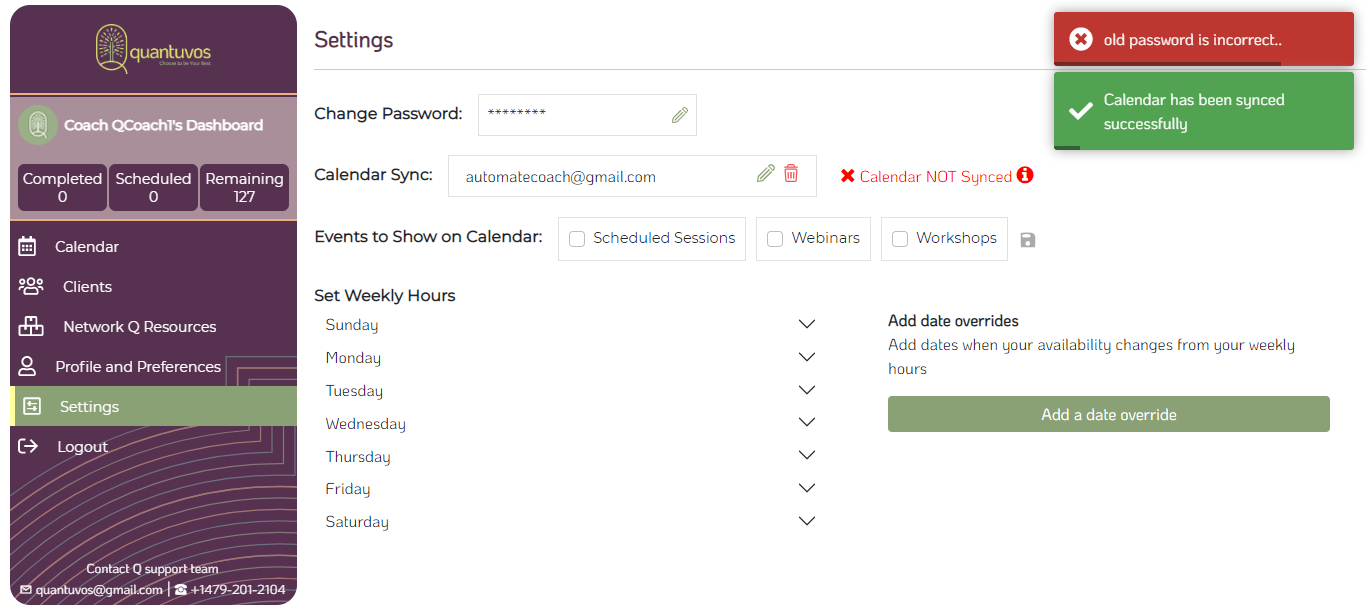 quantuvos
Choose to be Your Best
Coach QCoach1's Dashboard
Completed
0
Scheduled
0
Remaining
127
Calendar
Clients
Network Q Resources
Profile and Preferences
Settings
Logout
Contact Q support team
quantuvos@gmail.com | +1479-201-2104
Settings
Change Password: ********
Calendar Sync: automatecoach@gmail.com Calendar NOT Synced
Events to Show on Calendar: Scheduled Sessions Webinars Workshops
Set Weekly Hours
Sunday
Monday
Tuesday
Wednesday
Thursday
Friday
Saturday
Add date overrides
Add dates when your availability changes from your weekly
hours
Add a date override
old password is incorrect..
Calendar has been synced
successfully